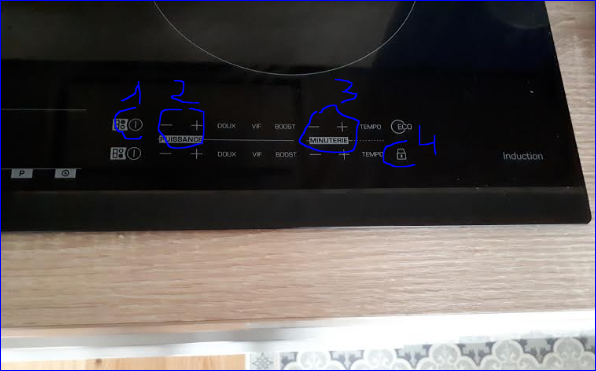 1 2 3
- + DOUX VIF BOOST - + TEMPO ECO
PUISSANCE MINUTERIE
- + DOUX VIF BOOST - + TEMPO 4
Induction
P